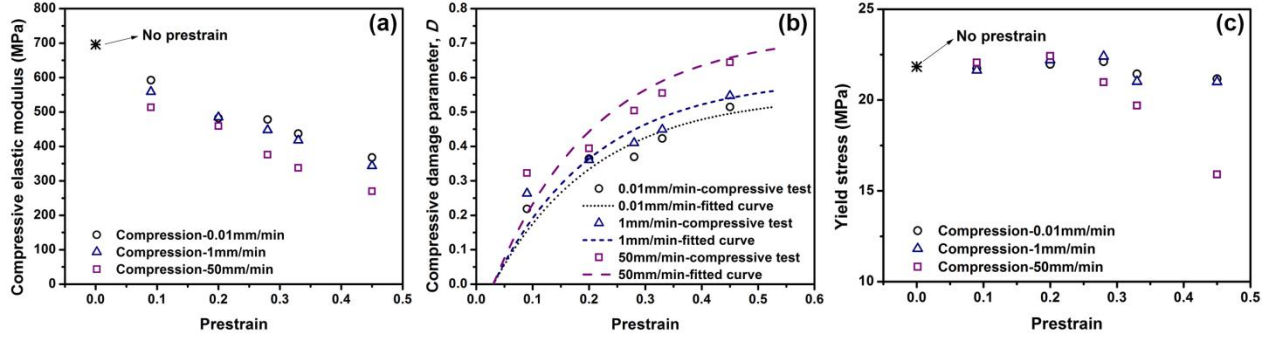 (a)
No prestrain
Compressive elastic modulus (MPa)
800
700
600
500
400
300
200
100
0
Compression-0.01mm/min
Compression-1mm/min
Compression-50mm/min
0.0 0.1 0.2 0.3 0.4 0.5
Prestrain
(b)
Compressive damage parameter, D
0.8
0.7
0.6
0.5
0.4
0.3
0.2
0.1
0.0
0.01mm/min-compressive test
0.01mm/min-fitted curve
1mm/min-compressive test
1mm/min-fitted curve
50mm/min-compressive test
50mm/min-fitted curve
0.0 0.1 0.2 0.3 0.4 0.5 0.6
Prestrain
(c)
No prestrain
Yield stress (MPa)
25
20
15
10
Compression-0.01mm/min
Compression-1mm/min
Compression-50mm/min
0.0 0.1 0.2 0.3 0.4 0.5
Prestrain